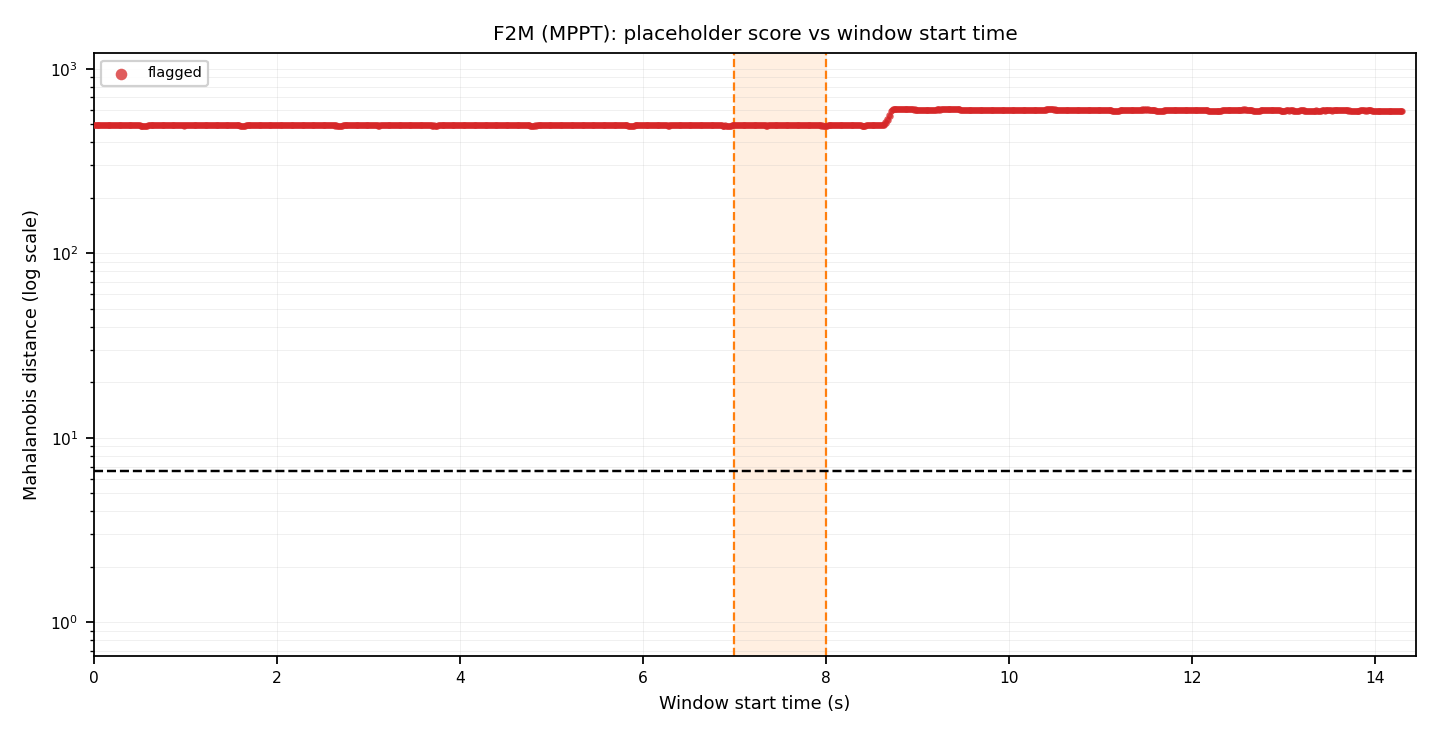 F2M (MPPT): placeholder score vs window start time
flagged
Mahalanobis distance (log scale)
10³
10²
10¹
10⁰
0 2 4 6 8 10 12 14
Window start time (s)